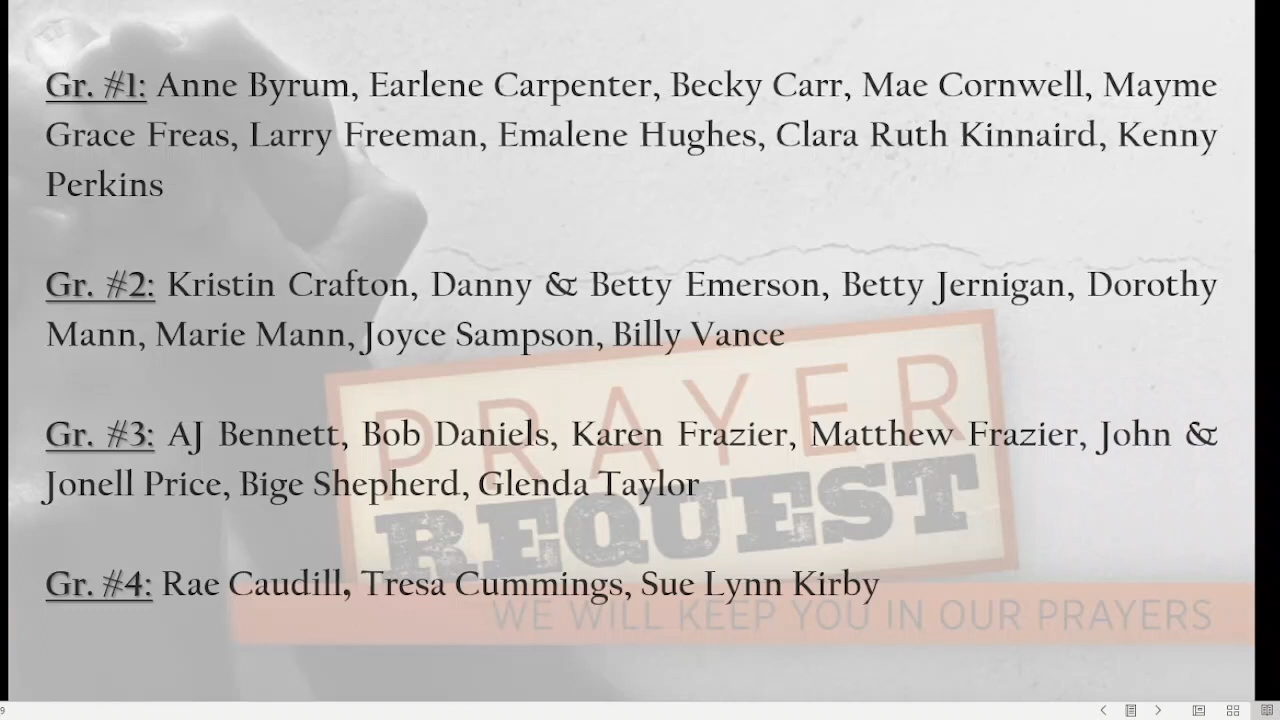 Gr. #1: Anne Byrum, Earlene Carpenter, Becky Carr, Mae Cornwell, Mayme
Grace Freas, Larry Freeman, Emalene Hughes, Clara Ruth Kinnaird, Kenny
Perkins
Gr. #2: Kristin Crafton, Danny & Betty Emerson, Betty Jernigan, Dorothy
Mann, Marie Mann, Joyce Sampson, Billy Vance
Gr. #3: AJ Bennett, Bob Daniels, Karen Frazier, Matthew Frazier, John &
Jonell Price, Bige Shepherd, Glenda Taylor
Gr. #4: Rae Caudill, Tresa Cummings, Sue Lynn Kirby
PRAYER
REQUEST
WE WILL KEEP YOU IN OUR PRAYERS
9